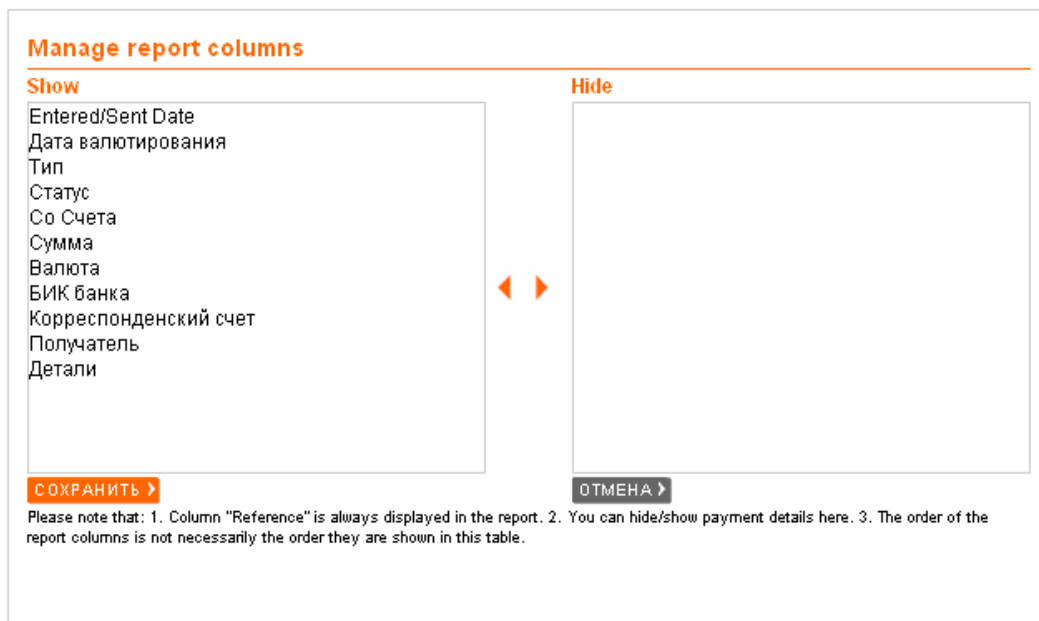 Manage report columns
Show
Hide
Entered/Sent Date
Дата валютирования
Тип
Статус
Со Счета
Сумма
Валюта
БИК банка
Корреспонденский счет
Получатель
Детали
СОХРАНИТЬ
ОТМЕНА
Please note that: 1. Column "Reference" is always displayed in the report. 2. You can hide/show payment details here. 3. The order of the
report columns is not necessarily the order they are shown in this table.